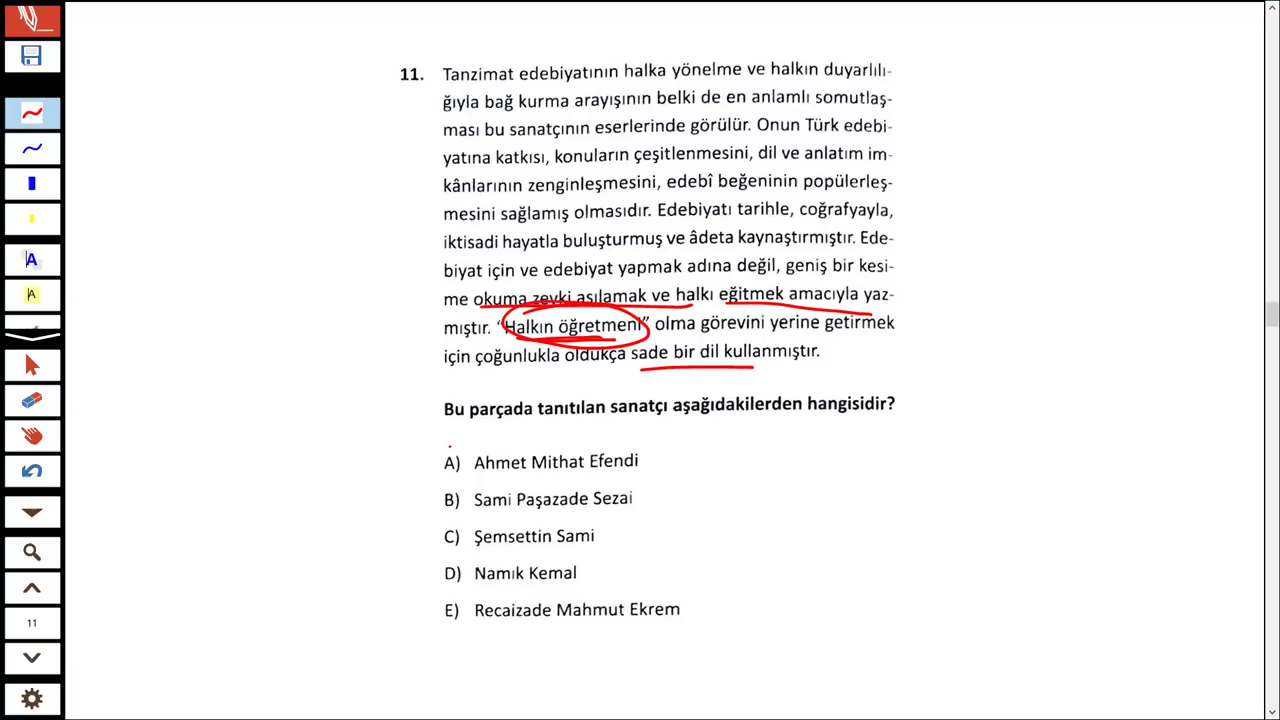 11. Tanzimat edebiyatının halka yönelme ve halkın duyarlılı-
ğıyla bağ kurma arayışının belki de en anlamlı somutlaş-
ması bu sanatçının eserlerinde görülür. Onun Türk edebi-
yatına katkısı, konuların çeşitlenmesini, dil ve anlatım im-
kânlarının zenginleşmesini, edebî beğeninin popülerleş-
mesini sağlamış olmasıdır. Edebiyatı tarihle, coğrafyayla,
iktisadi hayatla buluşturmuş ve âdeta kaynaştırmıştır. Ede-
biyat için ve edebiyat yapmak adına değil, geniş bir kesi-
me okuma zevki aşılamak ve halkı eğitmek amacıyla yaz-
mıştır. "Halkın öğretmeni" olma görevini yerine getirmek
için çoğunlukla oldukça sade bir dil kullanmıştır.
Bu parçada tanıtılan sanatçı aşağıdakilerden hangisidir?
A) Ahmet Mithat Efendi
B) Sami Paşazade Sezai
C) Şemsettin Sami
D) Namık Kemal
E) Recaizade Mahmut Ekrem
A
A
11